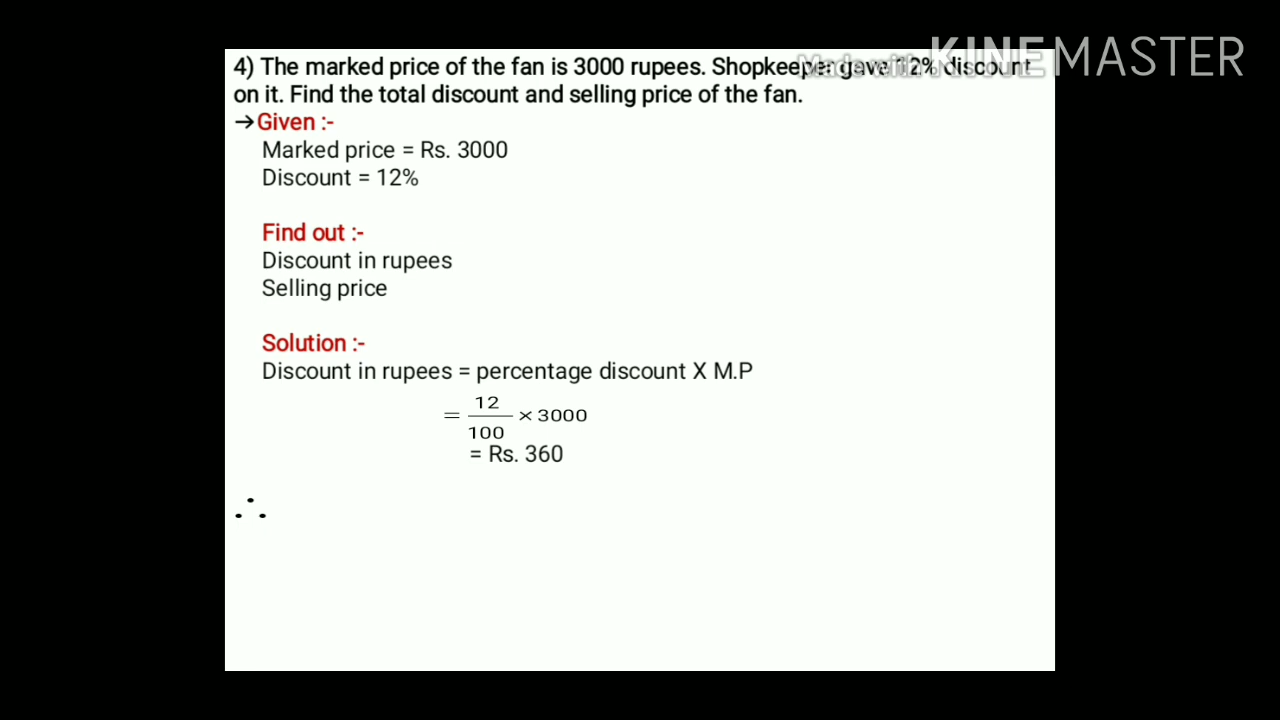 Made with KINEMASTER
4) The marked price of the fan is 3000 rupees. Shopkeeper gave 12% discount
on it. Find the total discount and selling price of the fan.
→Given :-
Marked price = Rs. 3000
Discount = 12%
Find out :-
Discount in rupees
Selling price
Solution :-
Discount in rupees = percentage discount X M.P
= 12/100 × 3000
= Rs. 360
∴